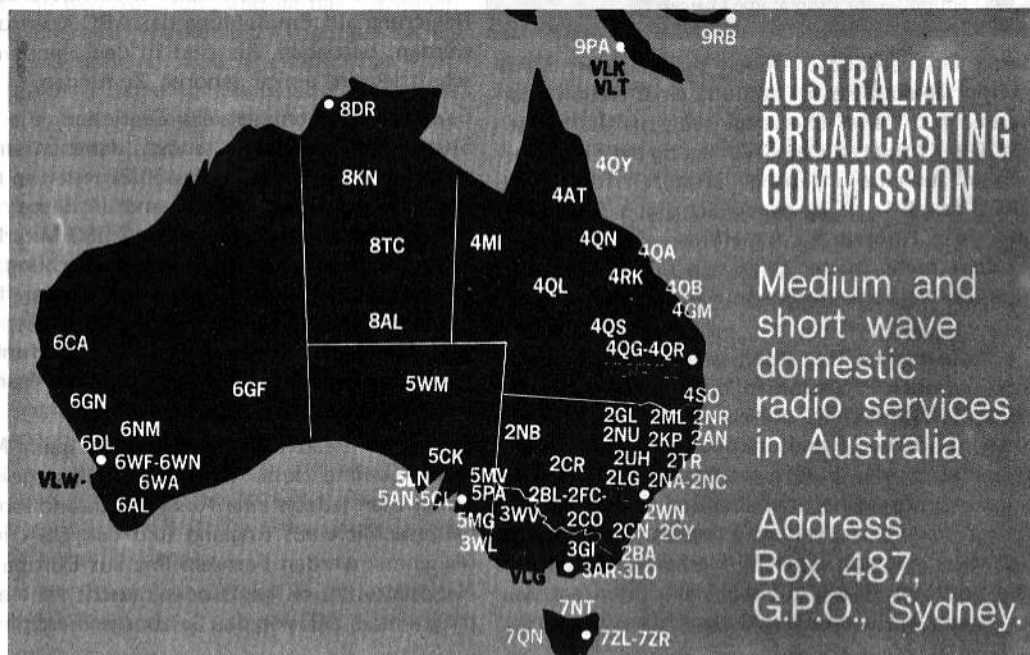 9RB
9PA
VLK
VLT
8DR
8KN
8TC
8AL
4QY
4AT
4MI
4QN
4QA
4QL
4RK
4QB
4GM
4QS
4QG-4QR
4SO
6CA
6GN
6GF
6NM
6DL
6WF-6WN
VLW
6WA
6AL
5WM
5CK
5LN
5MV
5AN-5CL
5PA
5MG
2NB
2GL
2ML
2NR
2NU
2KP
2AN
2CR
2UH
2TR
2LG
2NA-2NC
2BL-2FC-
2WN
2CO
2CN
2CY
2BA
3WV
3WL
3GI
VLG
3AR-3LO
7NT
7QN
7ZL-7ZR
AUSTRALIAN
BROADCASTING
COMMISSION
Medium and
short wave
domestic
radio services
in Australia
Address
Box 487,
G.P.O., Sydney.